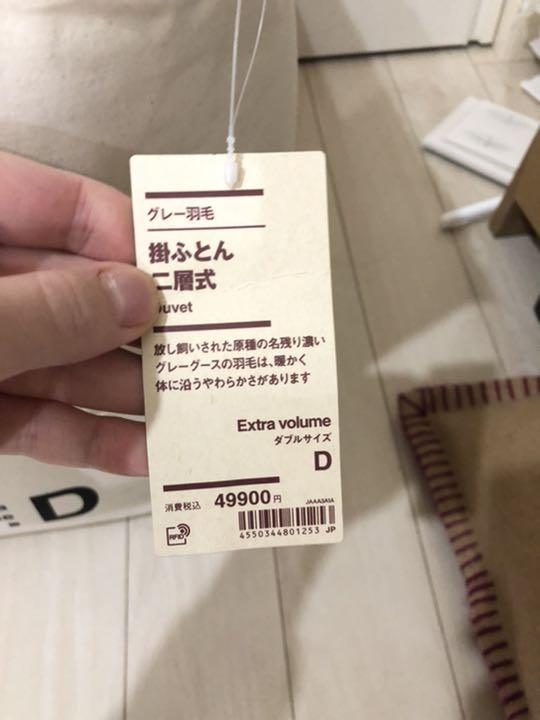 グレー羽毛
掛ふとん
二層式
uvet
放し飼いされた原種の名残り濃い
グレーグースの羽毛は、暖かく
体に沿うやわらかさがあります
Extra volume
ダブルサイズ
D
消費税込 49900円
JAAA3A1A
4550344801253 JP
RFID
D